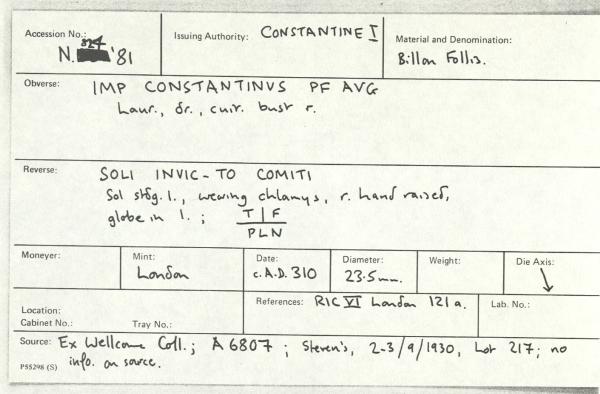 Accession No.: N. 324 '81
Issuing Authority: CONSTANTINE I
Material and Denomination: Billon Follis.
Obverse: IMP CONSTANTINVS PF AVG
Laur., dr., cuir. bust r.
Reverse: SOLI INVIC-TO COMITI
Sol stdg. l., wearing chlamys, r. hand raised,
globe in l. ; T | F
PLN
Moneyer:
Mint: London
Date: c. A.D. 310
Diameter: 23.5mm.
Weight:
Die Axis: ↓
Location:
Cabinet No.: Tray No.:
References: RIC VI London 121a.
Lab. No.:
Source: Ex Wellcome Coll.; A 6807 ; Steven's, 2-3/9/1930, Lot 217; no
info. on source.
P55298 (S)